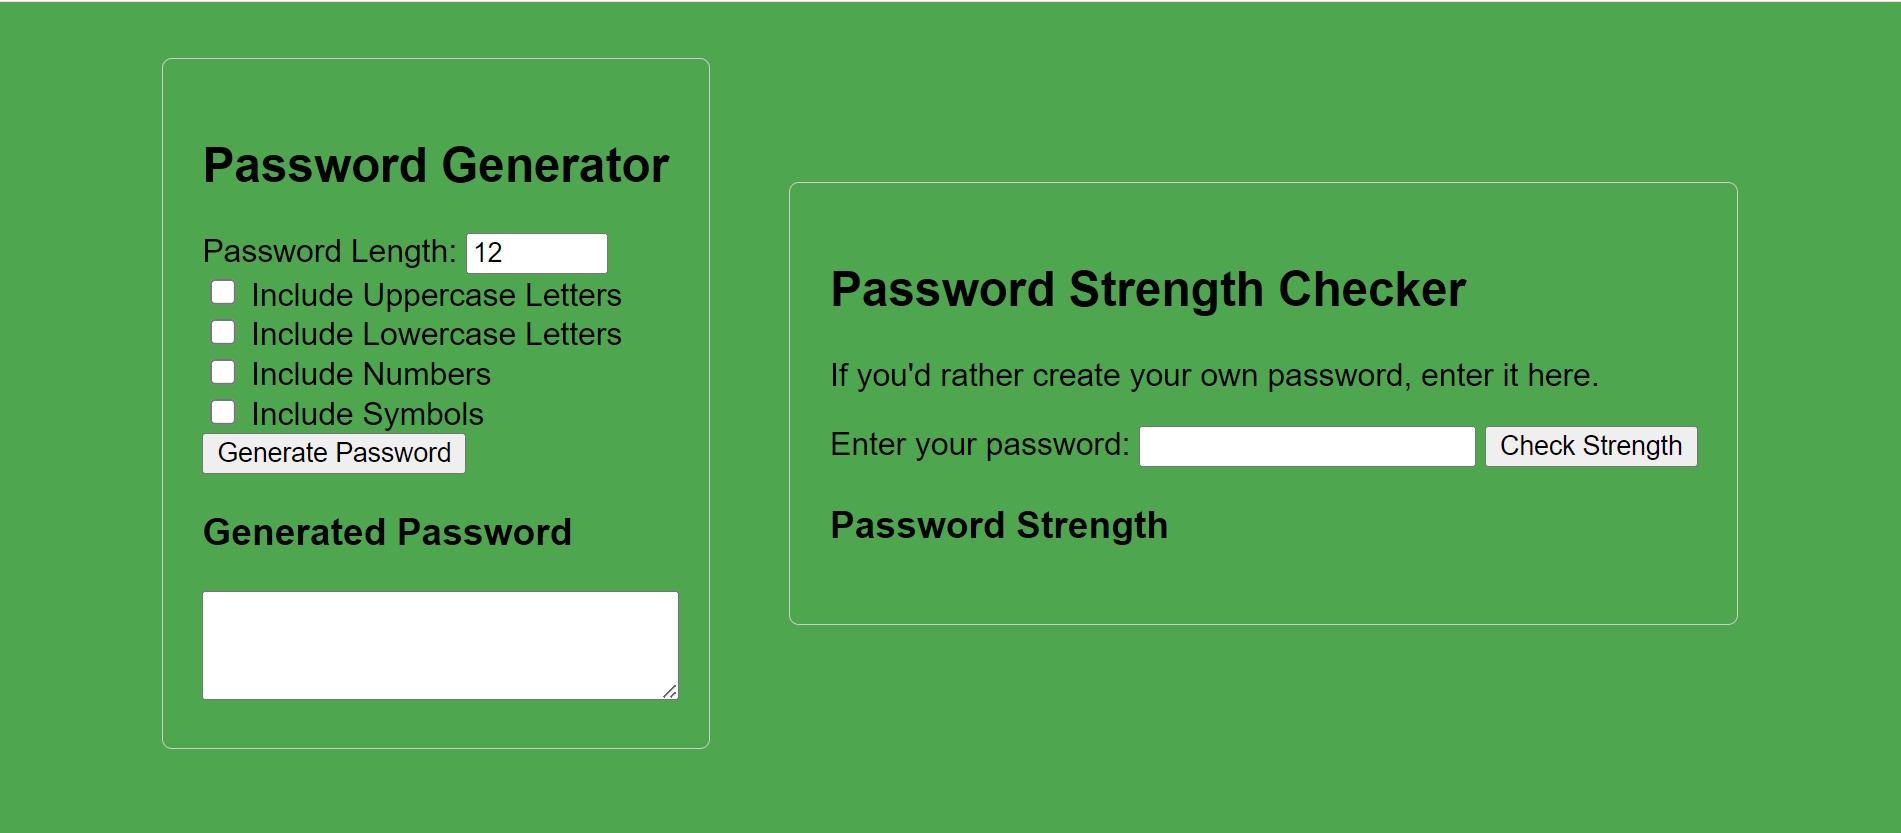 Password Generator
Password Length: 12
Include Uppercase Letters
Include Lowercase Letters
Include Numbers
Include Symbols
Generate Password
Generated Password
Password Strength Checker
If you'd rather create your own password, enter it here.
Enter your password: Check Strength
Password Strength